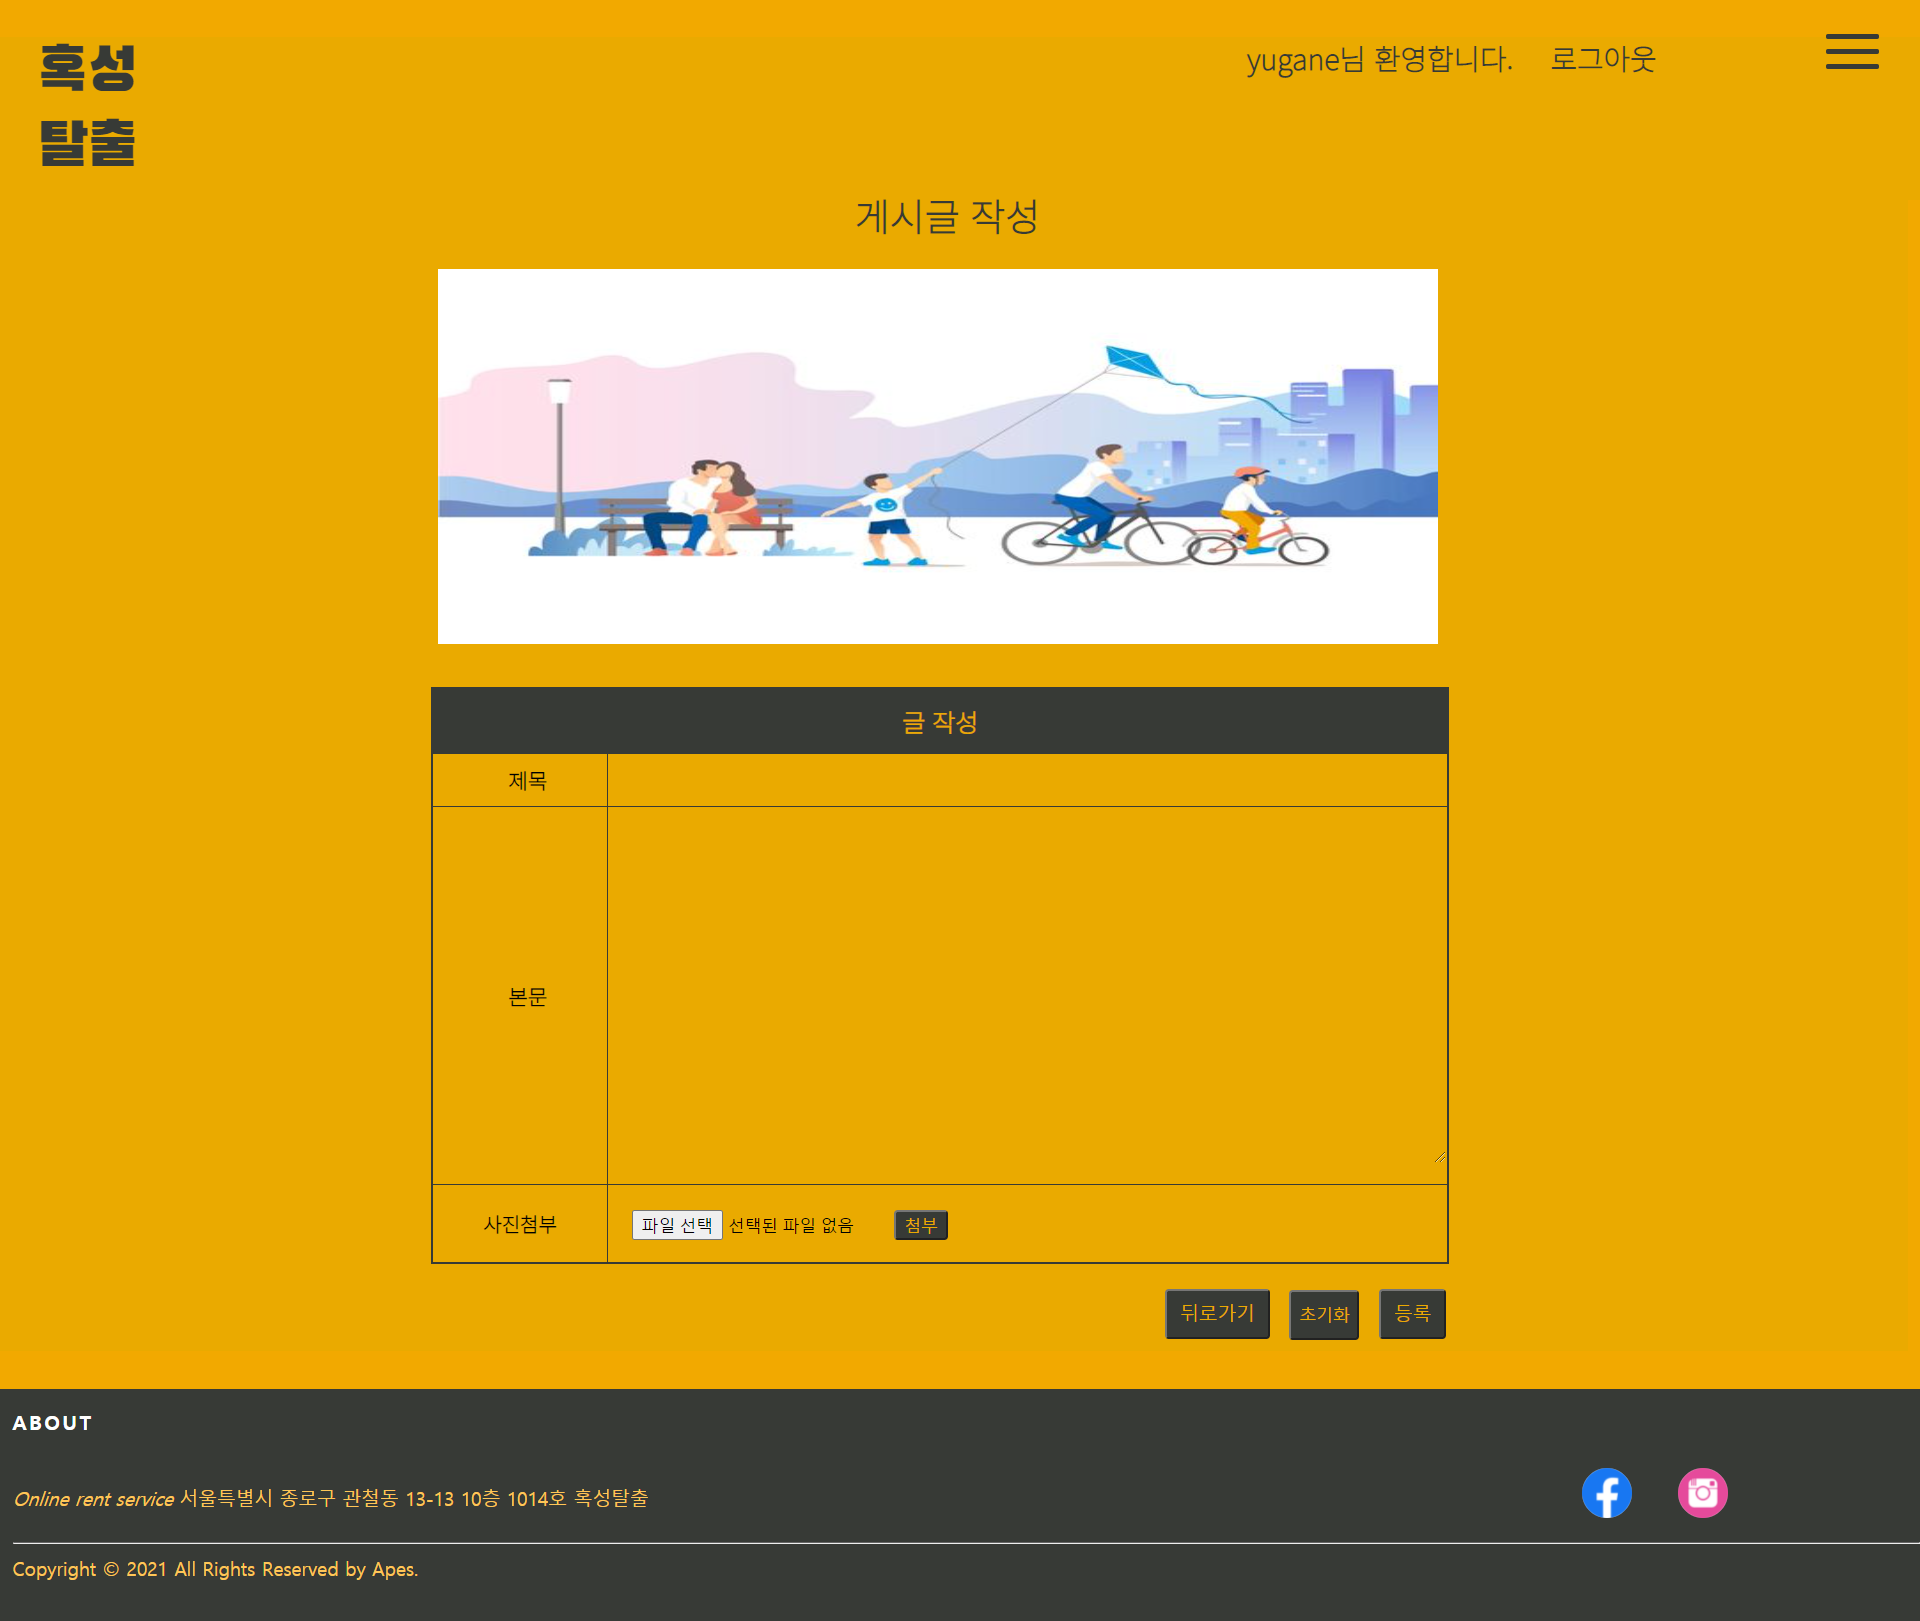 혹성
탈출
yugane님 환영합니다. 로그아웃
게시글 작성
글 작성
제목
본문
사진첨부 파일 선택 선택된 파일 없음 첨부
뒤로가기 초기화 등록
ABOUT
Online rent service 서울특별시 종로구 관철동 13-13 10층 1014호 혹성탈출
Copyright © 2021 All Rights Reserved by Apes.